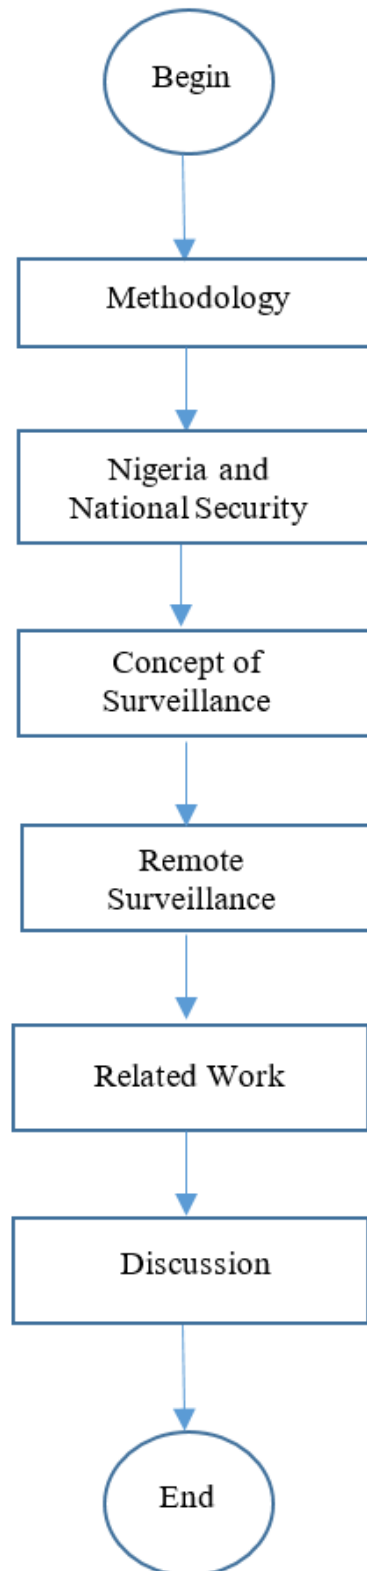 Begin
Methodology
Nigeria and
National Security
Concept of
Surveillance
Remote
Surveillance
Related Work
Discussion
End